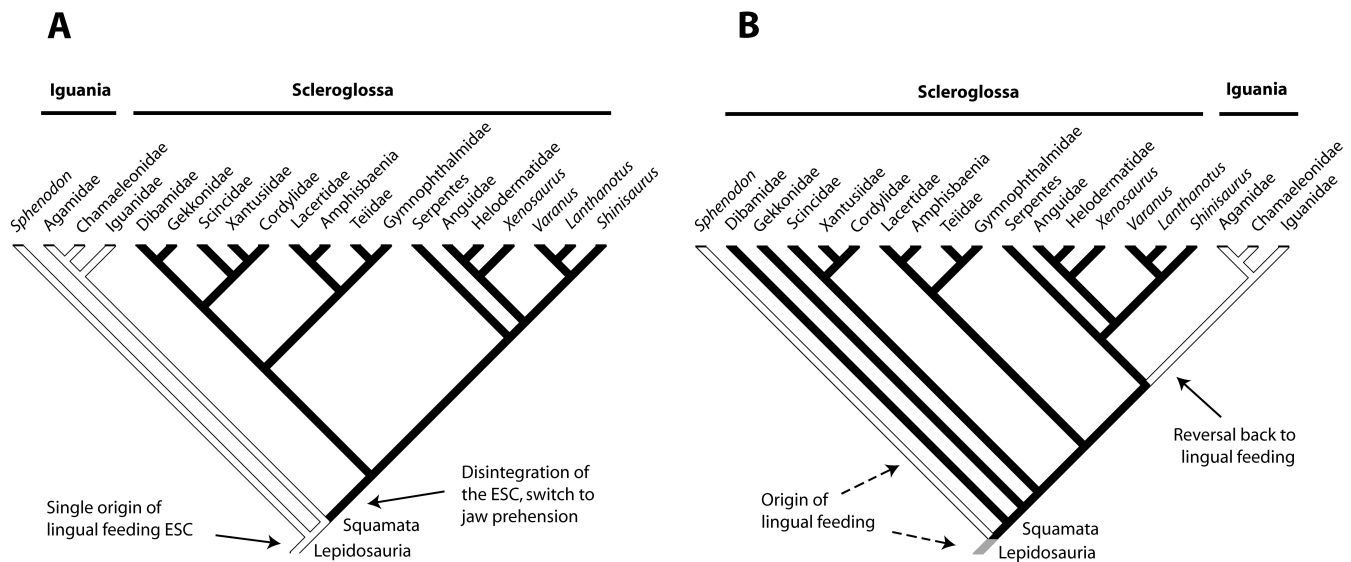 A
Iguania
Scleroglossa
Sphenodon
Agamidae
Chamaeleonidae
Iguanidae
Dibamidae
Gekkonidae
Scincidae
Xantusiidae
Cordylidae
Lacertidae
Amphisbaenia
Teiidae
Gymnophthalmidae
Serpentes
Anguidae
Helodermatidae
Xenosaurus
Varanus
Lanthanotus
Shinisaurus
Single origin of
lingual feeding ESC
Disintegration of
the ESC, switch to
jaw prehension
Squamata
Lepidosauria
B
Scleroglossa
Iguania
Sphenodon
Dibamidae
Gekkonidae
Scincidae
Xantusiidae
Cordylidae
Lacertidae
Amphisbaenia
Teiidae
Gymnophthalmidae
Serpentes
Anguidae
Helodermatidae
Xenosaurus
Varanus
Lanthanotus
Shinisaurus
Agamidae
Chamaeleonidae
Iguanidae
Reversal back to
lingual feeding
Origin of
lingual feeding
Squamata
Lepidosauria